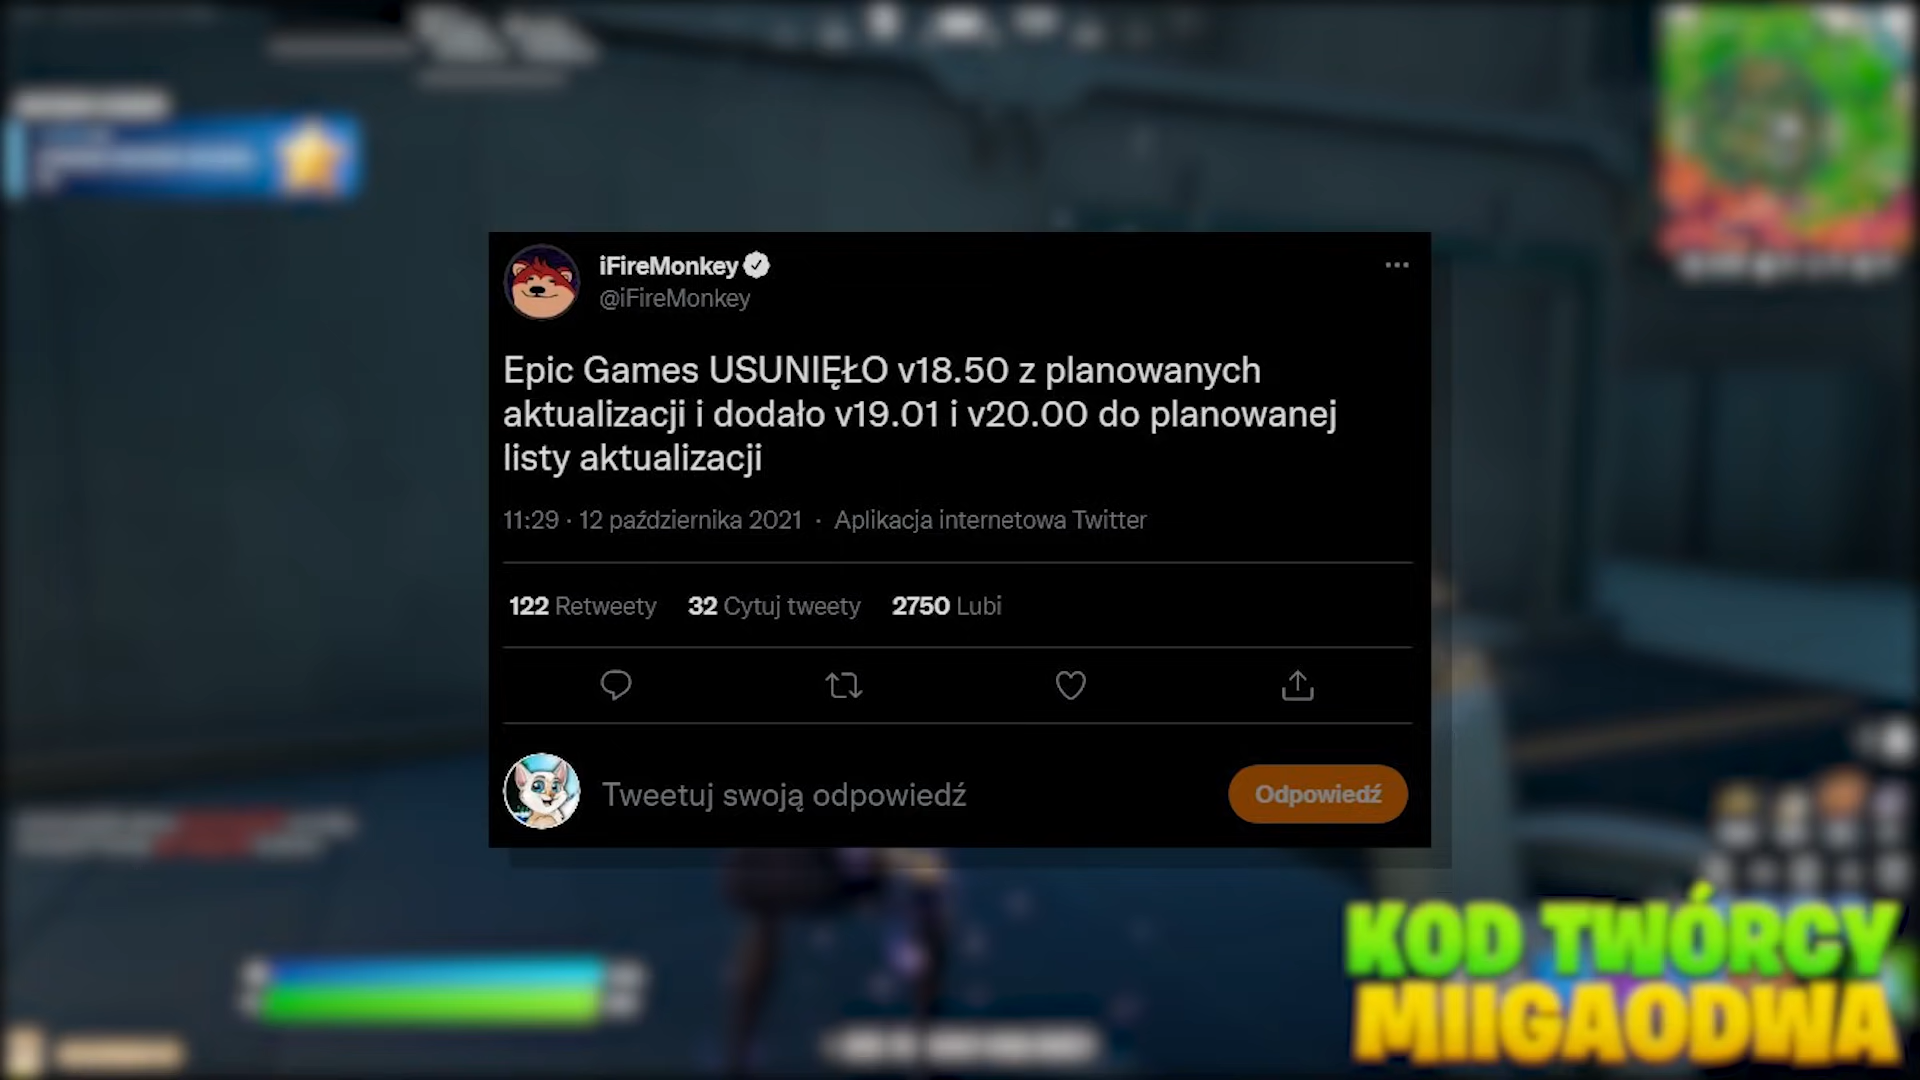 iFireMonkey
@iFireMonkey
Epic Games USUNIĘŁO v18.50 z planowanych
aktualizacji i dodało v19.01 i v20.00 do planowanej
listy aktualizacji
11:29 · 12 października 2021 · Aplikacja internetowa Twitter
122 Retweety 32 Cytuj tweety 2750 Lubi
Tweetuj swoją odpowiedź
Odpowiedź
KOD TWÓRCY
MIIGAODWA